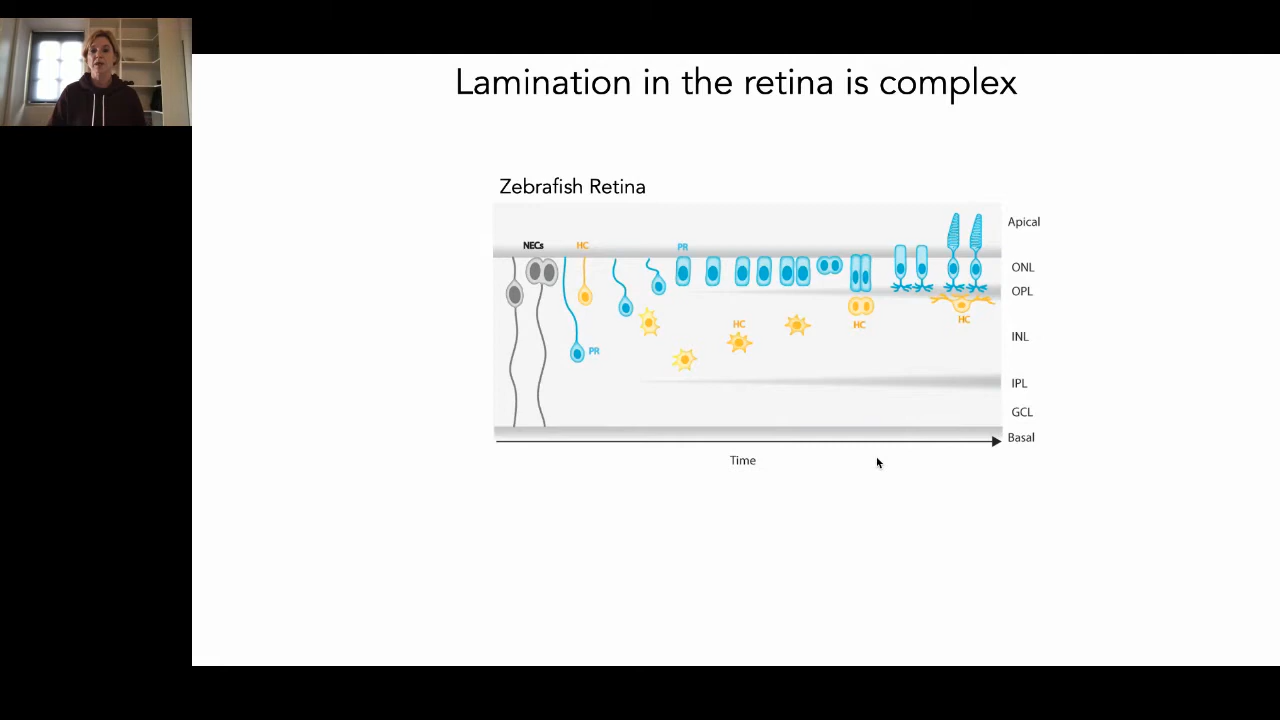 Lamination in the retina is complex
Zebrafish Retina
Apical
NECs
HC
PR
ONL
OPL
HC
HC
HC
INL
PR
IPL
GCL
Basal
Time